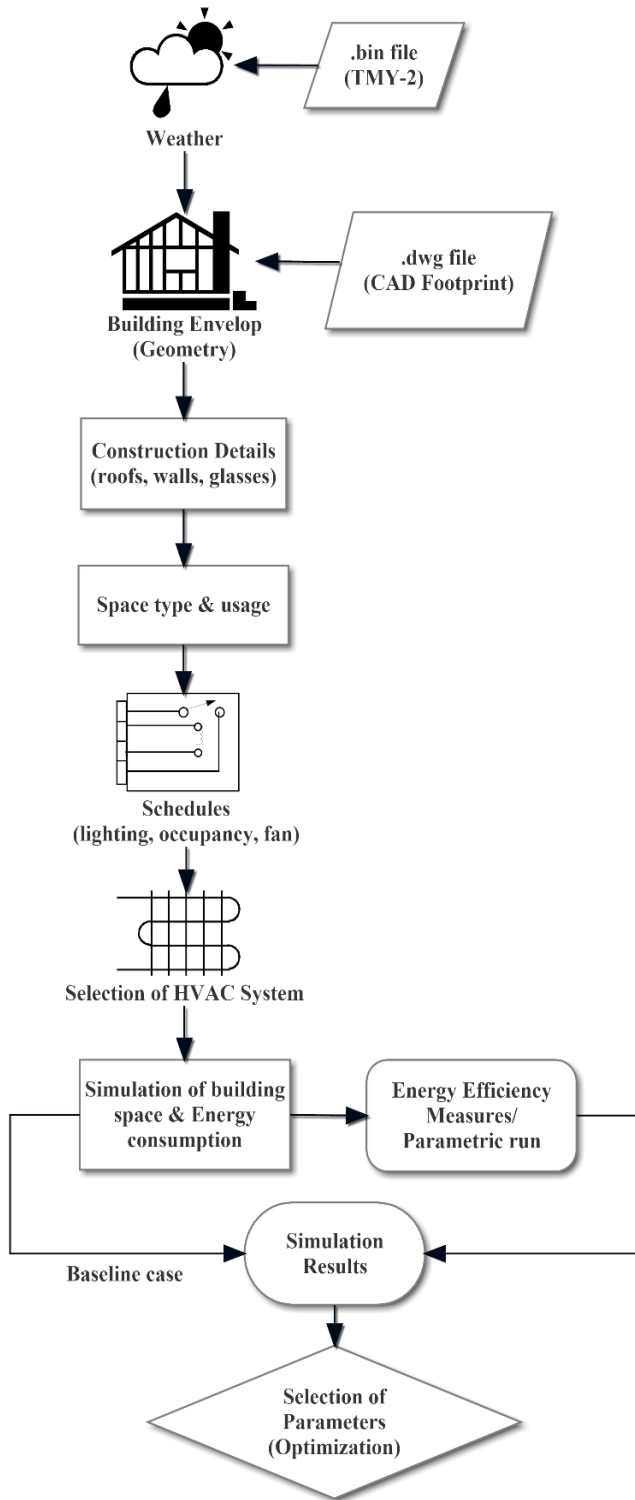 .bin file
(TMY-2)
Weather
.dwg file
(CAD Footprint)
Building Envelop
(Geometry)
Construction Details
(roofs, walls, glasses)
Space type & usage
Schedules
(lighting, occupancy, fan)
Selection of HVAC System
Simulation of building
space & Energy
consumption
Energy Efficiency
Measures/
Parametric run
Simulation
Results
Baseline case
Selection of
Parameters
(Optimization)